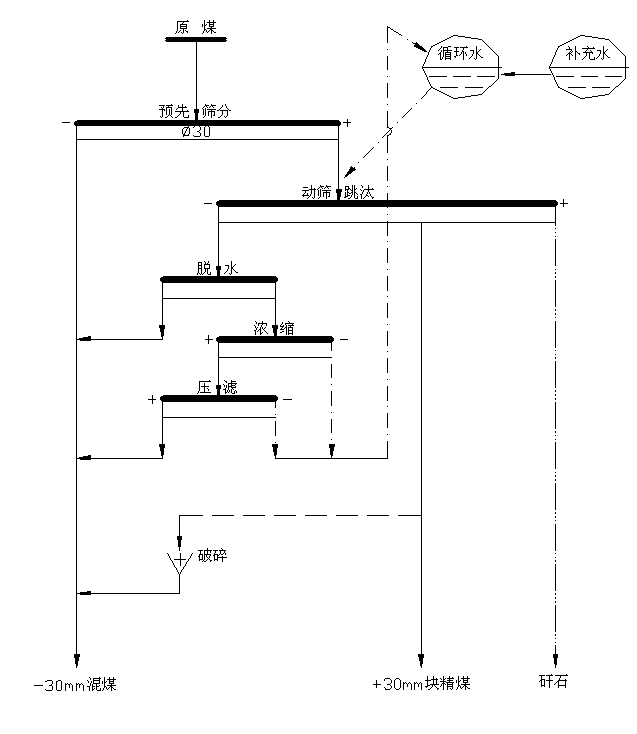 原 煤
循环水
补充水
预先 筛分
− +
Ø30
动筛 跳汰
− +
脱 水
浓 缩
+ −
压 滤
+ −
+
破碎
-30mm混煤
+30mm块精煤
矸石